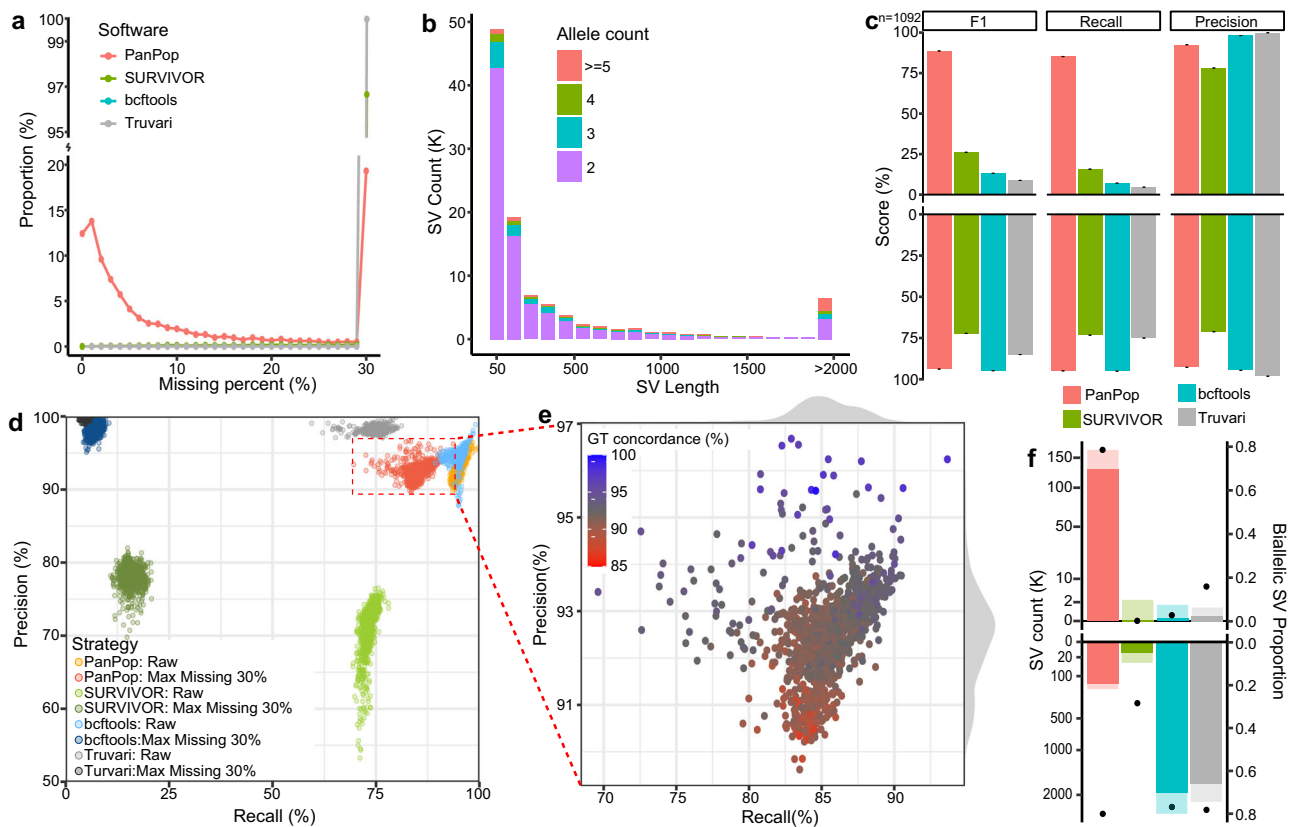 a
Software
PanPop
SURVIVOR
bcftools
Truvari
Proportion (%)
100
99
97
95
20
15
10
5
0
0
10
20
30
Missing percent (%)
b
Allele count
>=5
4
3
2
SV Count (K)
50
40
30
20
10
0
50
500
1000
1500
>2000
SV Length
c
n=1092
F1
Recall
Precision
Score (%)
100
75
50
25
0
0
25
50
75
100
PanPop
SURVIVOR
bcftools
Truvari
d
Precision (%)
100
90
80
70
60
50
Strategy
PanPop: Raw
PanPop: Max Missing 30%
SURVIVOR: Raw
SURVIVOR: Max Missing 30%
bcftools: Raw
bcftools:Max Missing 30%
Truvari: Raw
Turvari:Max Missing 30%
0
25
50
75
100
Recall (%)
e
GT concordance (%)
100
95
90
85
Precision(%)
97
95
93
91
70
75
80
85
90
Recall(%)
f
SV count (K)
150
100
50
10
2
0
0
20
100
500
1000
2000
Biallelic SV Proportion
0.8
0.6
0.4
0.2
0.0
0.0
0.2
0.4
0.6
0.8